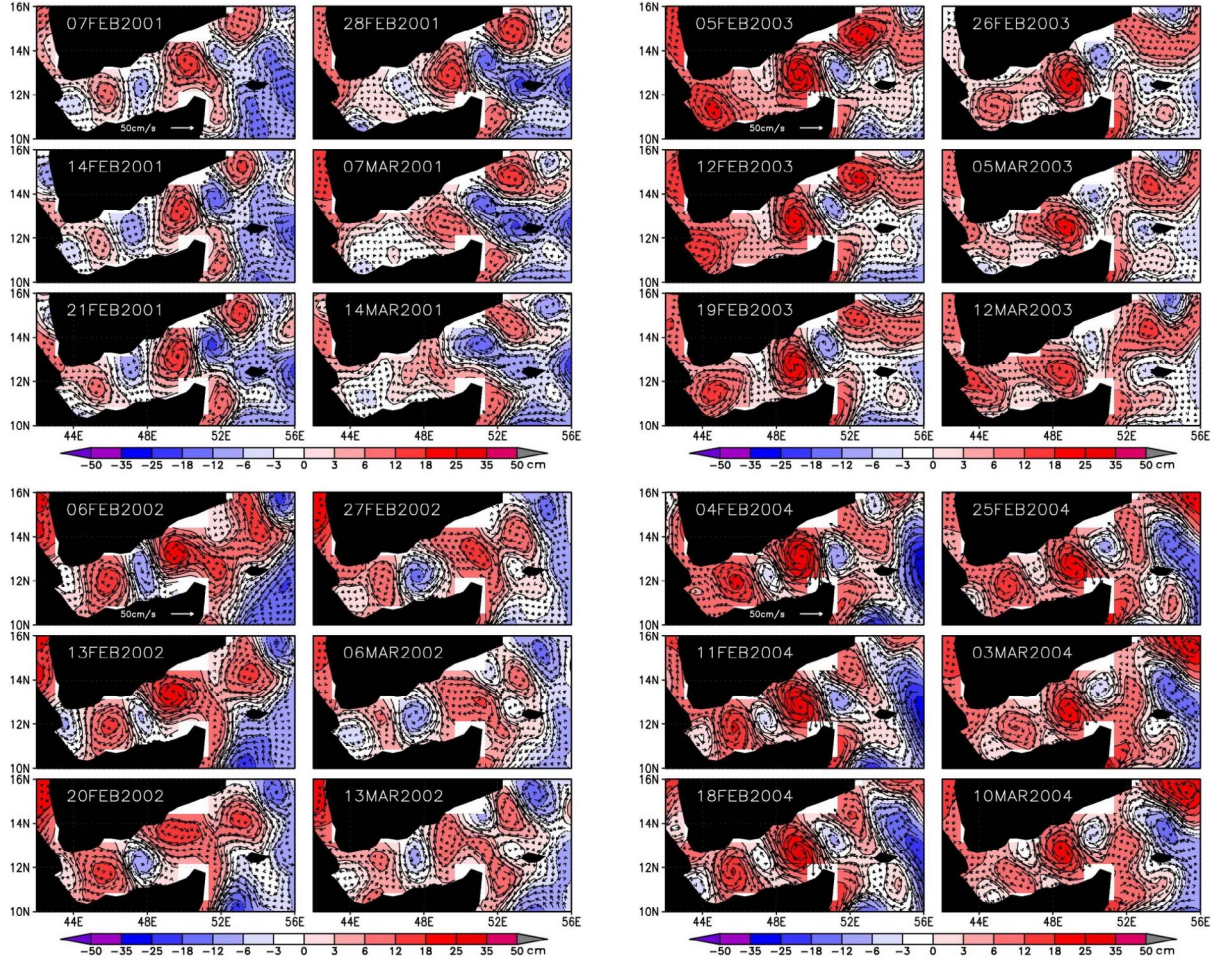 07FEB2001
28FEB2001
16N
14N
12N
10N
50cm/s
14FEB2001
07MAR2001
16N
14N
12N
10N
21FEB2001
14MAR2001
16N
14N
12N
10N
44E 48E 52E 56E 44E 48E 52E 56E
-50 -35 -25 -18 -12 -6 -3 0 3 6 12 18 25 35 50 cm
05FEB2003
26FEB2003
16N
14N
12N
10N
50cm/s
12FEB2003
05MAR2003
16N
14N
12N
10N
19FEB2003
12MAR2003
16N
14N
12N
10N
44E 48E 52E 56E 44E 48E 52E 56E
-50 -35 -25 -18 -12 -6 -3 0 3 6 12 18 25 35 50 cm
06FEB2002
27FEB2002
16N
14N
12N
10N
50cm/s
13FEB2002
06MAR2002
16N
14N
12N
10N
20FEB2002
13MAR2002
16N
14N
12N
10N
44E 48E 52E 56E 44E 48E 52E 56E
-50 -35 -25 -18 -12 -6 -3 0 3 6 12 18 25 35 50 cm
04FEB2004
25FEB2004
16N
14N
12N
10N
50cm/s
11FEB2004
03MAR2004
16N
14N
12N
10N
18FEB2004
10MAR2004
16N
14N
12N
10N
44E 48E 52E 56E 44E 48E 52E 56E
-50 -35 -25 -18 -12 -6 -3 0 3 6 12 18 25 35 50 cm